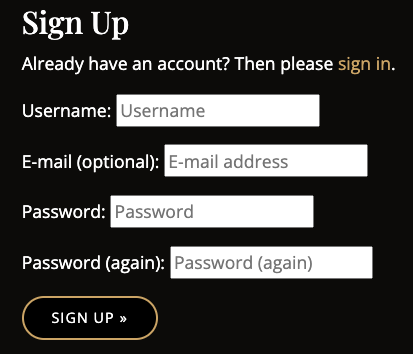 Sign Up
Already have an account? Then please sign in.
Username: Username
E-mail (optional): E-mail address
Password: Password
Password (again): Password (again)
SIGN UP »